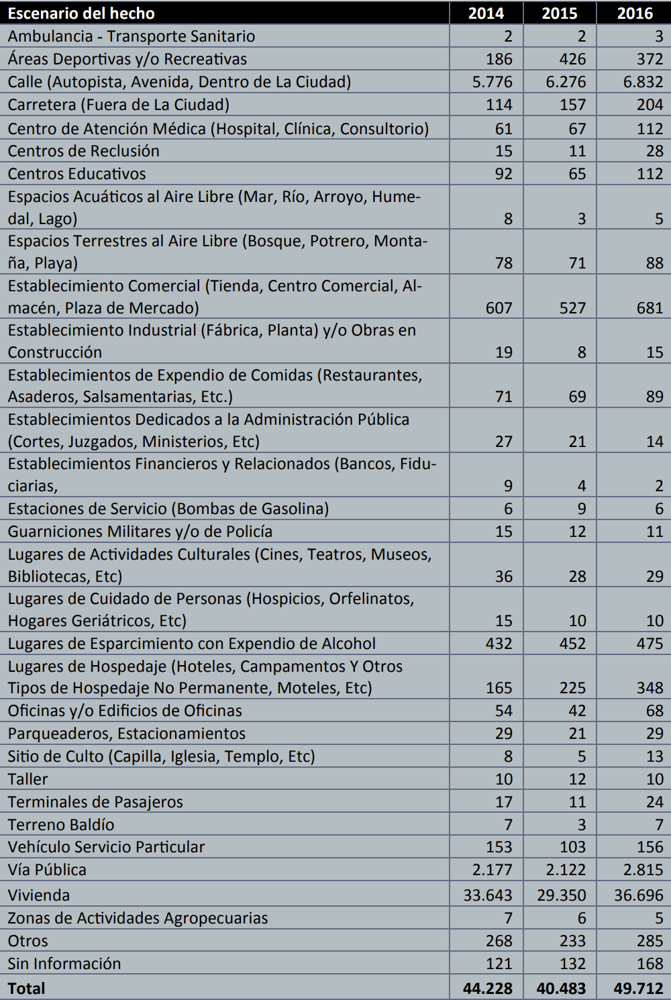 Escenario del hecho 2014 2015 2016
Ambulancia - Transporte Sanitario 2 2 3
Áreas Deportivas y/o Recreativas 186 426 372
Calle (Autopista, Avenida, Dentro de La Ciudad) 5.776 6.276 6.832
Carretera (Fuera de La Ciudad) 114 157 204
Centro de Atención Médica (Hospital, Clínica, Consultorio) 61 67 112
Centros de Reclusión 15 11 28
Centros Educativos 92 65 112
Espacios Acuáticos al Aire Libre (Mar, Río, Arroyo, Hume-
dal, Lago) 8 3 5
Espacios Terrestres al Aire Libre (Bosque, Potrero, Monta-
ña, Playa) 78 71 88
Establecimiento Comercial (Tienda, Centro Comercial, Al-
macén, Plaza de Mercado) 607 527 681
Establecimiento Industrial (Fábrica, Planta) y/o Obras en
Construcción 19 8 15
Establecimientos de Expendio de Comidas (Restaurantes,
Asaderos, Salsamentarias, Etc.) 71 69 89
Establecimientos Dedicados a la Administración Pública
(Cortes, Juzgados, Ministerios, Etc) 27 21 14
Establecimientos Financieros y Relacionados (Bancos, Fidu-
ciarias, 9 4 2
Estaciones de Servicio (Bombas de Gasolina) 6 9 6
Guarniciones Militares y/o de Policía 15 12 11
Lugares de Actividades Culturales (Cines, Teatros, Museos,
Bibliotecas, Etc) 36 28 29
Lugares de Cuidado de Personas (Hospicios, Orfelinatos,
Hogares Geriátricos, Etc) 15 10 10
Lugares de Esparcimiento con Expendio de Alcohol 432 452 475
Lugares de Hospedaje (Hoteles, Campamentos Y Otros
Tipos de Hospedaje No Permanente, Moteles, Etc) 165 225 348
Oficinas y/o Edificios de Oficinas 54 42 68
Parqueaderos, Estacionamientos 29 21 29
Sitio de Culto (Capilla, Iglesia, Templo, Etc) 8 5 13
Taller 10 12 10
Terminales de Pasajeros 17 11 24
Terreno Baldío 7 3 7
Vehículo Servicio Particular 153 103 156
Vía Pública 2.177 2.122 2.815
Vivienda 33.643 29.350 36.696
Zonas de Actividades Agropecuarias 7 6 5
Otros 268 233 285
Sin Información 121 132 168
Total 44.228 40.483 49.712